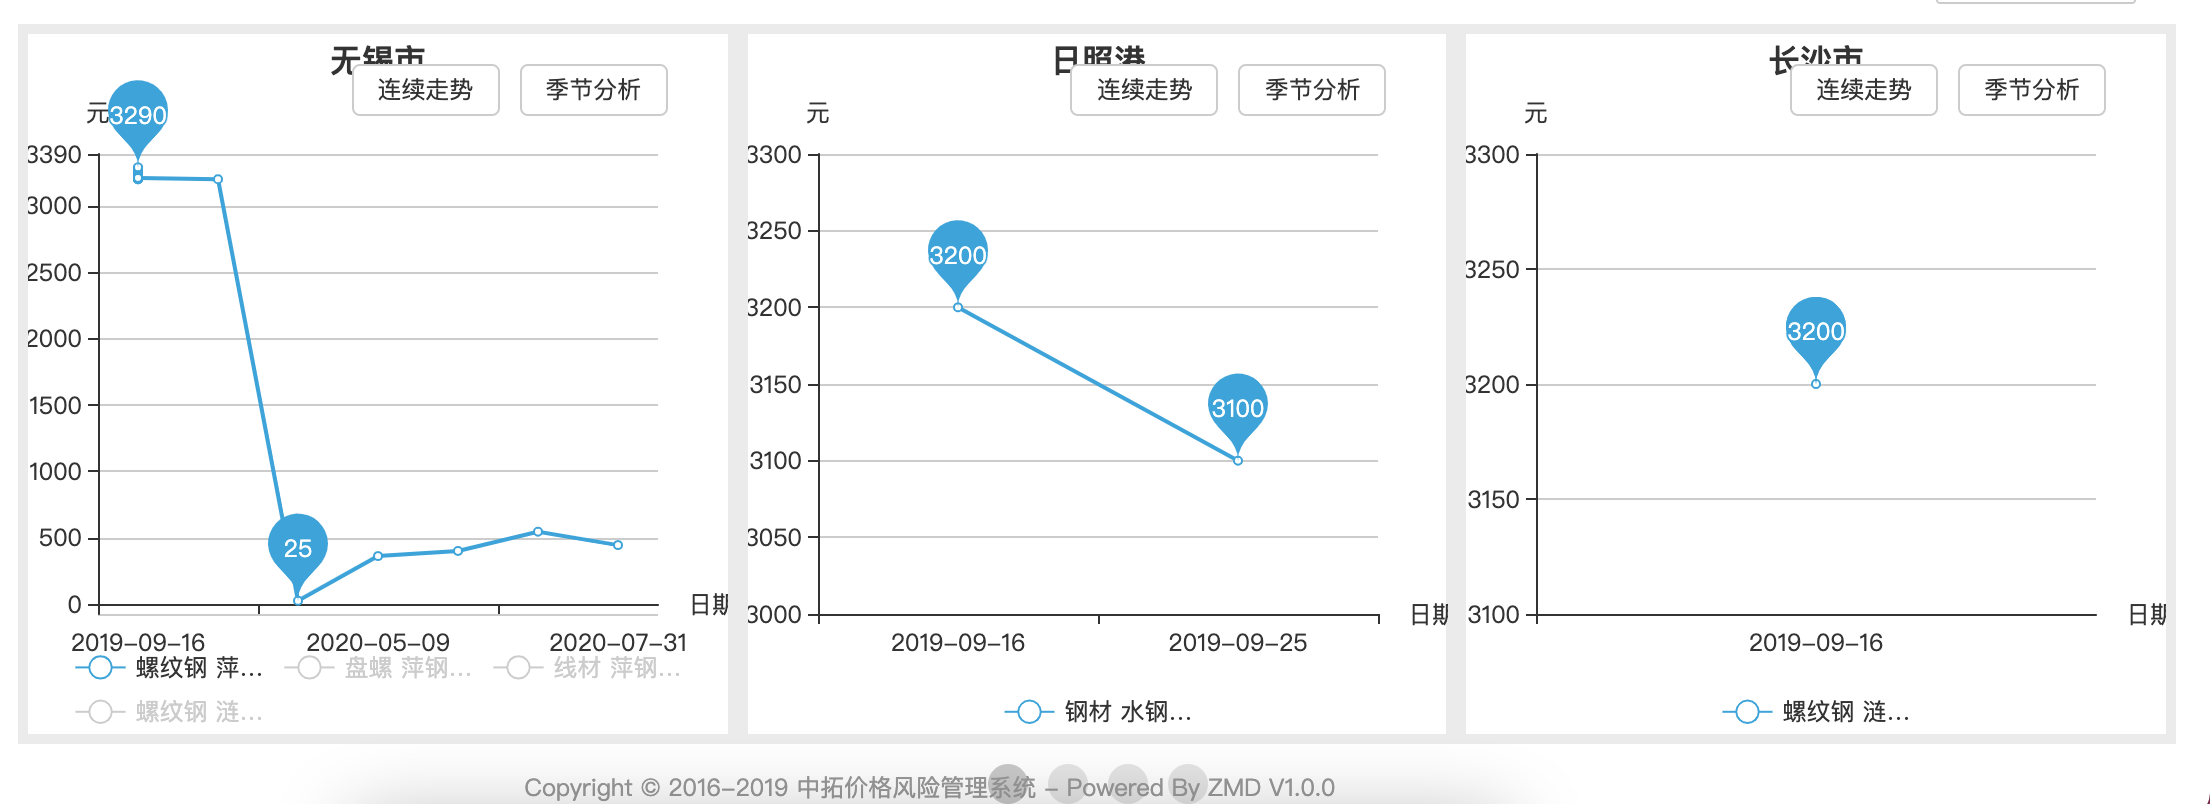 无锡市
连续走势 季节分析
元
3290
3390
3000
2500
2000
1500
1000
500
0
25
日期
2019-09-16 2020-05-09 2020-07-31
螺纹钢 萍... 盘螺 萍钢... 线材 萍钢...
螺纹钢 涟...
日照港
连续走势 季节分析
元
3300
3250
3200
3150
3100
3050
3000
3200
3100
日期
2019-09-16 2019-09-25
钢材 水钢...
长沙市
连续走势 季节分析
元
3300
3250
3200
3150
3100
3200
日期
2019-09-16
螺纹钢 涟...
Copyright © 2016-2019 中拓价格风险管理系统 - Powered By ZMD V1.0.0